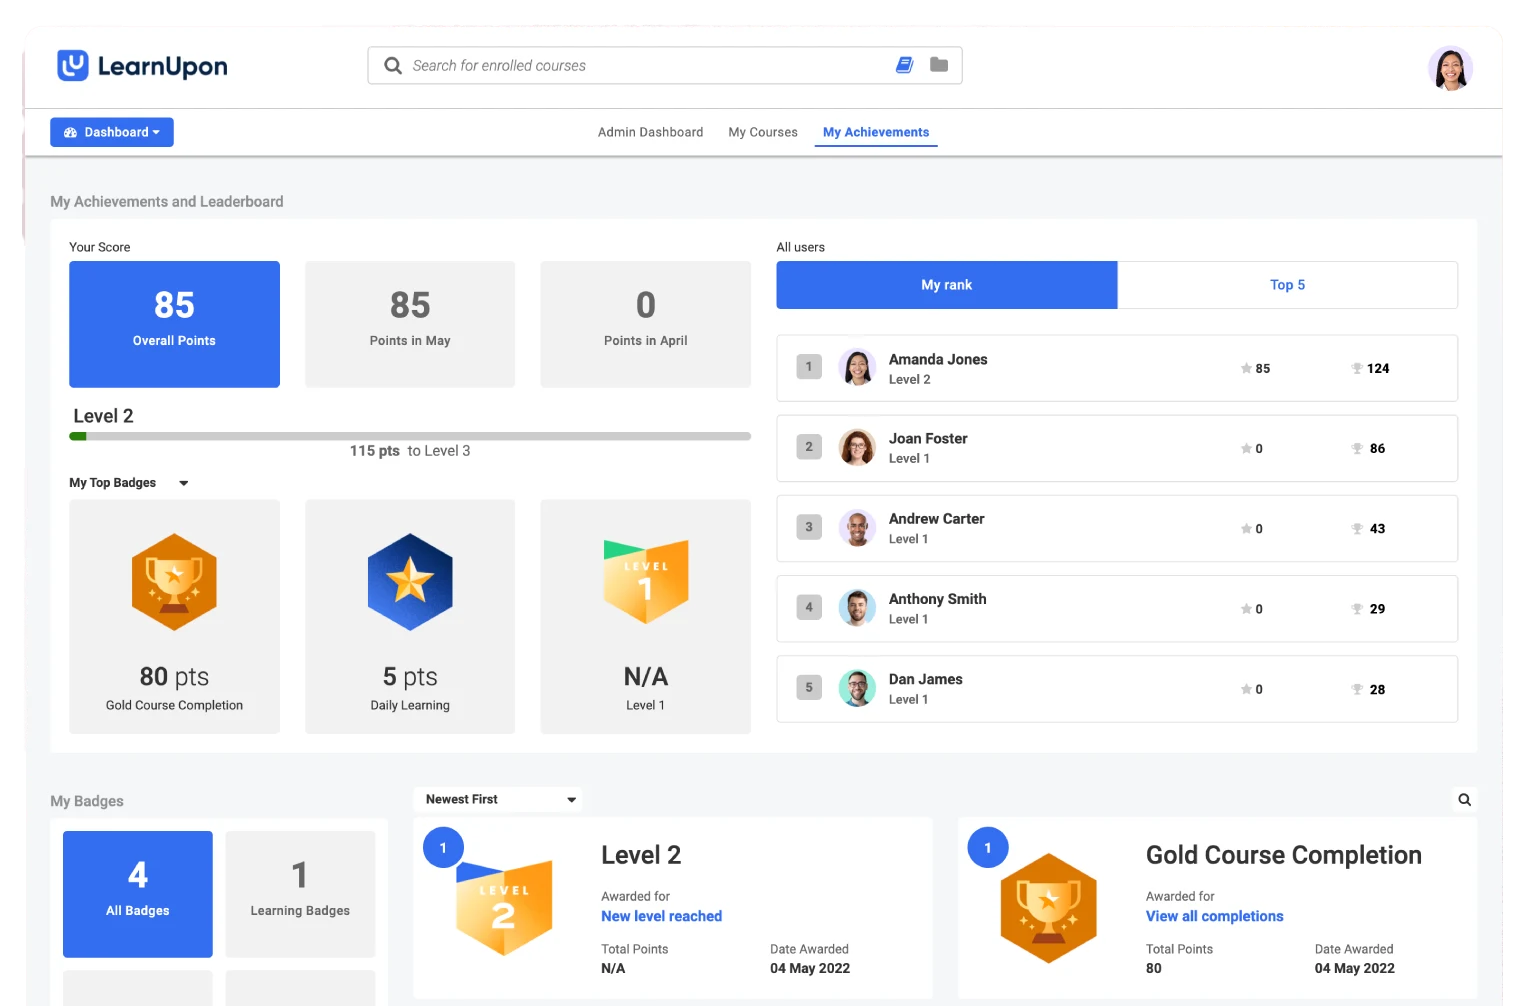 LearnUpon
Search for enrolled courses
Dashboard
Admin Dashboard
My Courses
My Achievements
My Achievements and Leaderboard
Your Score
85
Overall Points
85
Points in May
0
Points in April
Level 2
115 pts to Level 3
My Top Badges
80 pts
Gold Course Completion
5 pts
Daily Learning
LEVEL
1
N/A
Level 1
All users
My rank
Top 5
1
Amanda Jones
Level 2
85
124
2
Joan Foster
Level 1
0
86
3
Andrew Carter
Level 1
0
43
4
Anthony Smith
Level 1
0
29
5
Dan James
Level 1
0
28
My Badges
4
All Badges
1
Learning Badges
Newest First
1
LEVEL
2
Level 2
Awarded for
New level reached
Total Points
N/A
Date Awarded
04 May 2022
1
Gold Course Completion
Awarded for
View all completions
Total Points
80
Date Awarded
04 May 2022